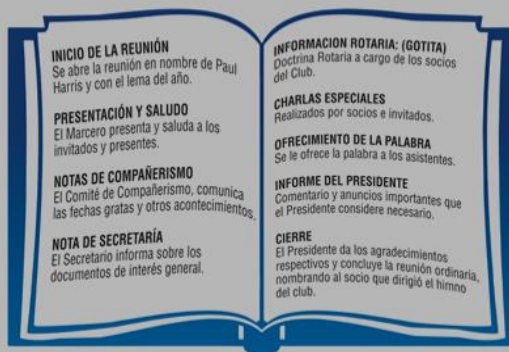 INICIO DE LA REUNIÓN
Se abre la reunión en nombre de Paul
Harris y con el lema del año.
PRESENTACIÓN Y SALUDO
El Marcero presenta y saluda a los
invitados y presentes.
NOTAS DE COMPAÑERISMO
El Comité de Compañerismo, comunica
las fechas gratas y otros acontecimientos.
NOTA DE SECRETARÍA
El Secretario informa sobre los
documentos de interés general.
INFORMACION ROTARIA: (GOTITA)
Doctrina Rotaria a cargo de los socios
del Club.
CHARLAS ESPECIALES
Realizados por socios e invitados.
OFRECIMIENTO DE LA PALABRA
Se le ofrece la palabra a los asistentes.
INFORME DEL PRESIDENTE
Comentario y anuncios importantes que
el Presidente considere necesario.
CIERRE
El Presidente da los agradecimientos
respectivos y concluye la reunión ordinaria,
nombrando al socio que dirigió el himno
del club.